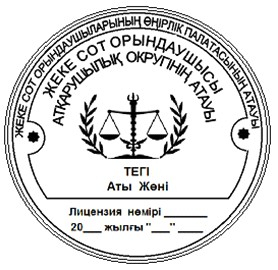 ЖЕКЕ СОТ ОРЫНДАУШЫЛАРЫНЫҢ ӨҢІРЛІК ПАЛАТАСЫНЫҢ АТАУЫ
ЖЕКЕ СОТ ОРЫНДАУШЫСЫ
АТҚАРУШЫЛЫҚ ОКРУГІНІҢ АТАУЫ
ТЕГІ
Аты Жөні
Лицензия нөмірі ______
20___ жылғы "___" ____